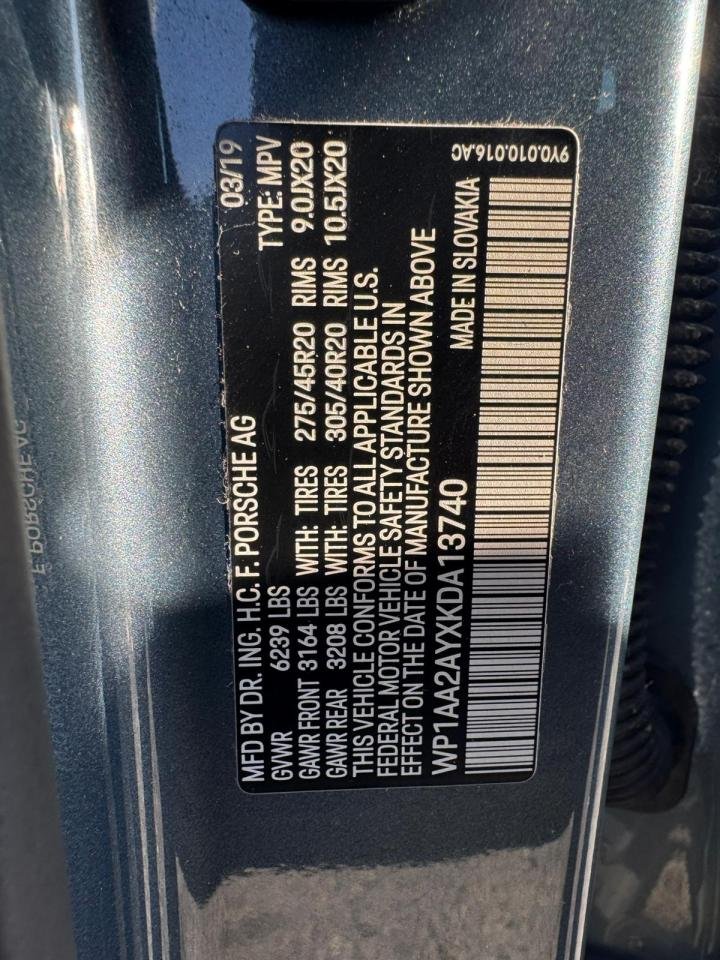 MFD BY DR. ING. H.C. F. PORSCHE AG 03/19
GVWR 6239 LBS TYPE: MPV
GAWR FRONT 3164 LBS WITH: TIRES 275/45R20 RIMS 9.0JX20
GAWR REAR 3208 LBS WITH: TIRES 305/40R20 RIMS 10.5JX20
THIS VEHICLE CONFORMS TO ALL APPLICABLE U.S.
FEDERAL MOTOR VEHICLE SAFETY STANDARDS IN
EFFECT ON THE DATE OF MANUFACTURE SHOWN ABOVE
WP1AA2AYXKDA13740 MADE IN SLOVAKIA
9Y0.010.016.AC